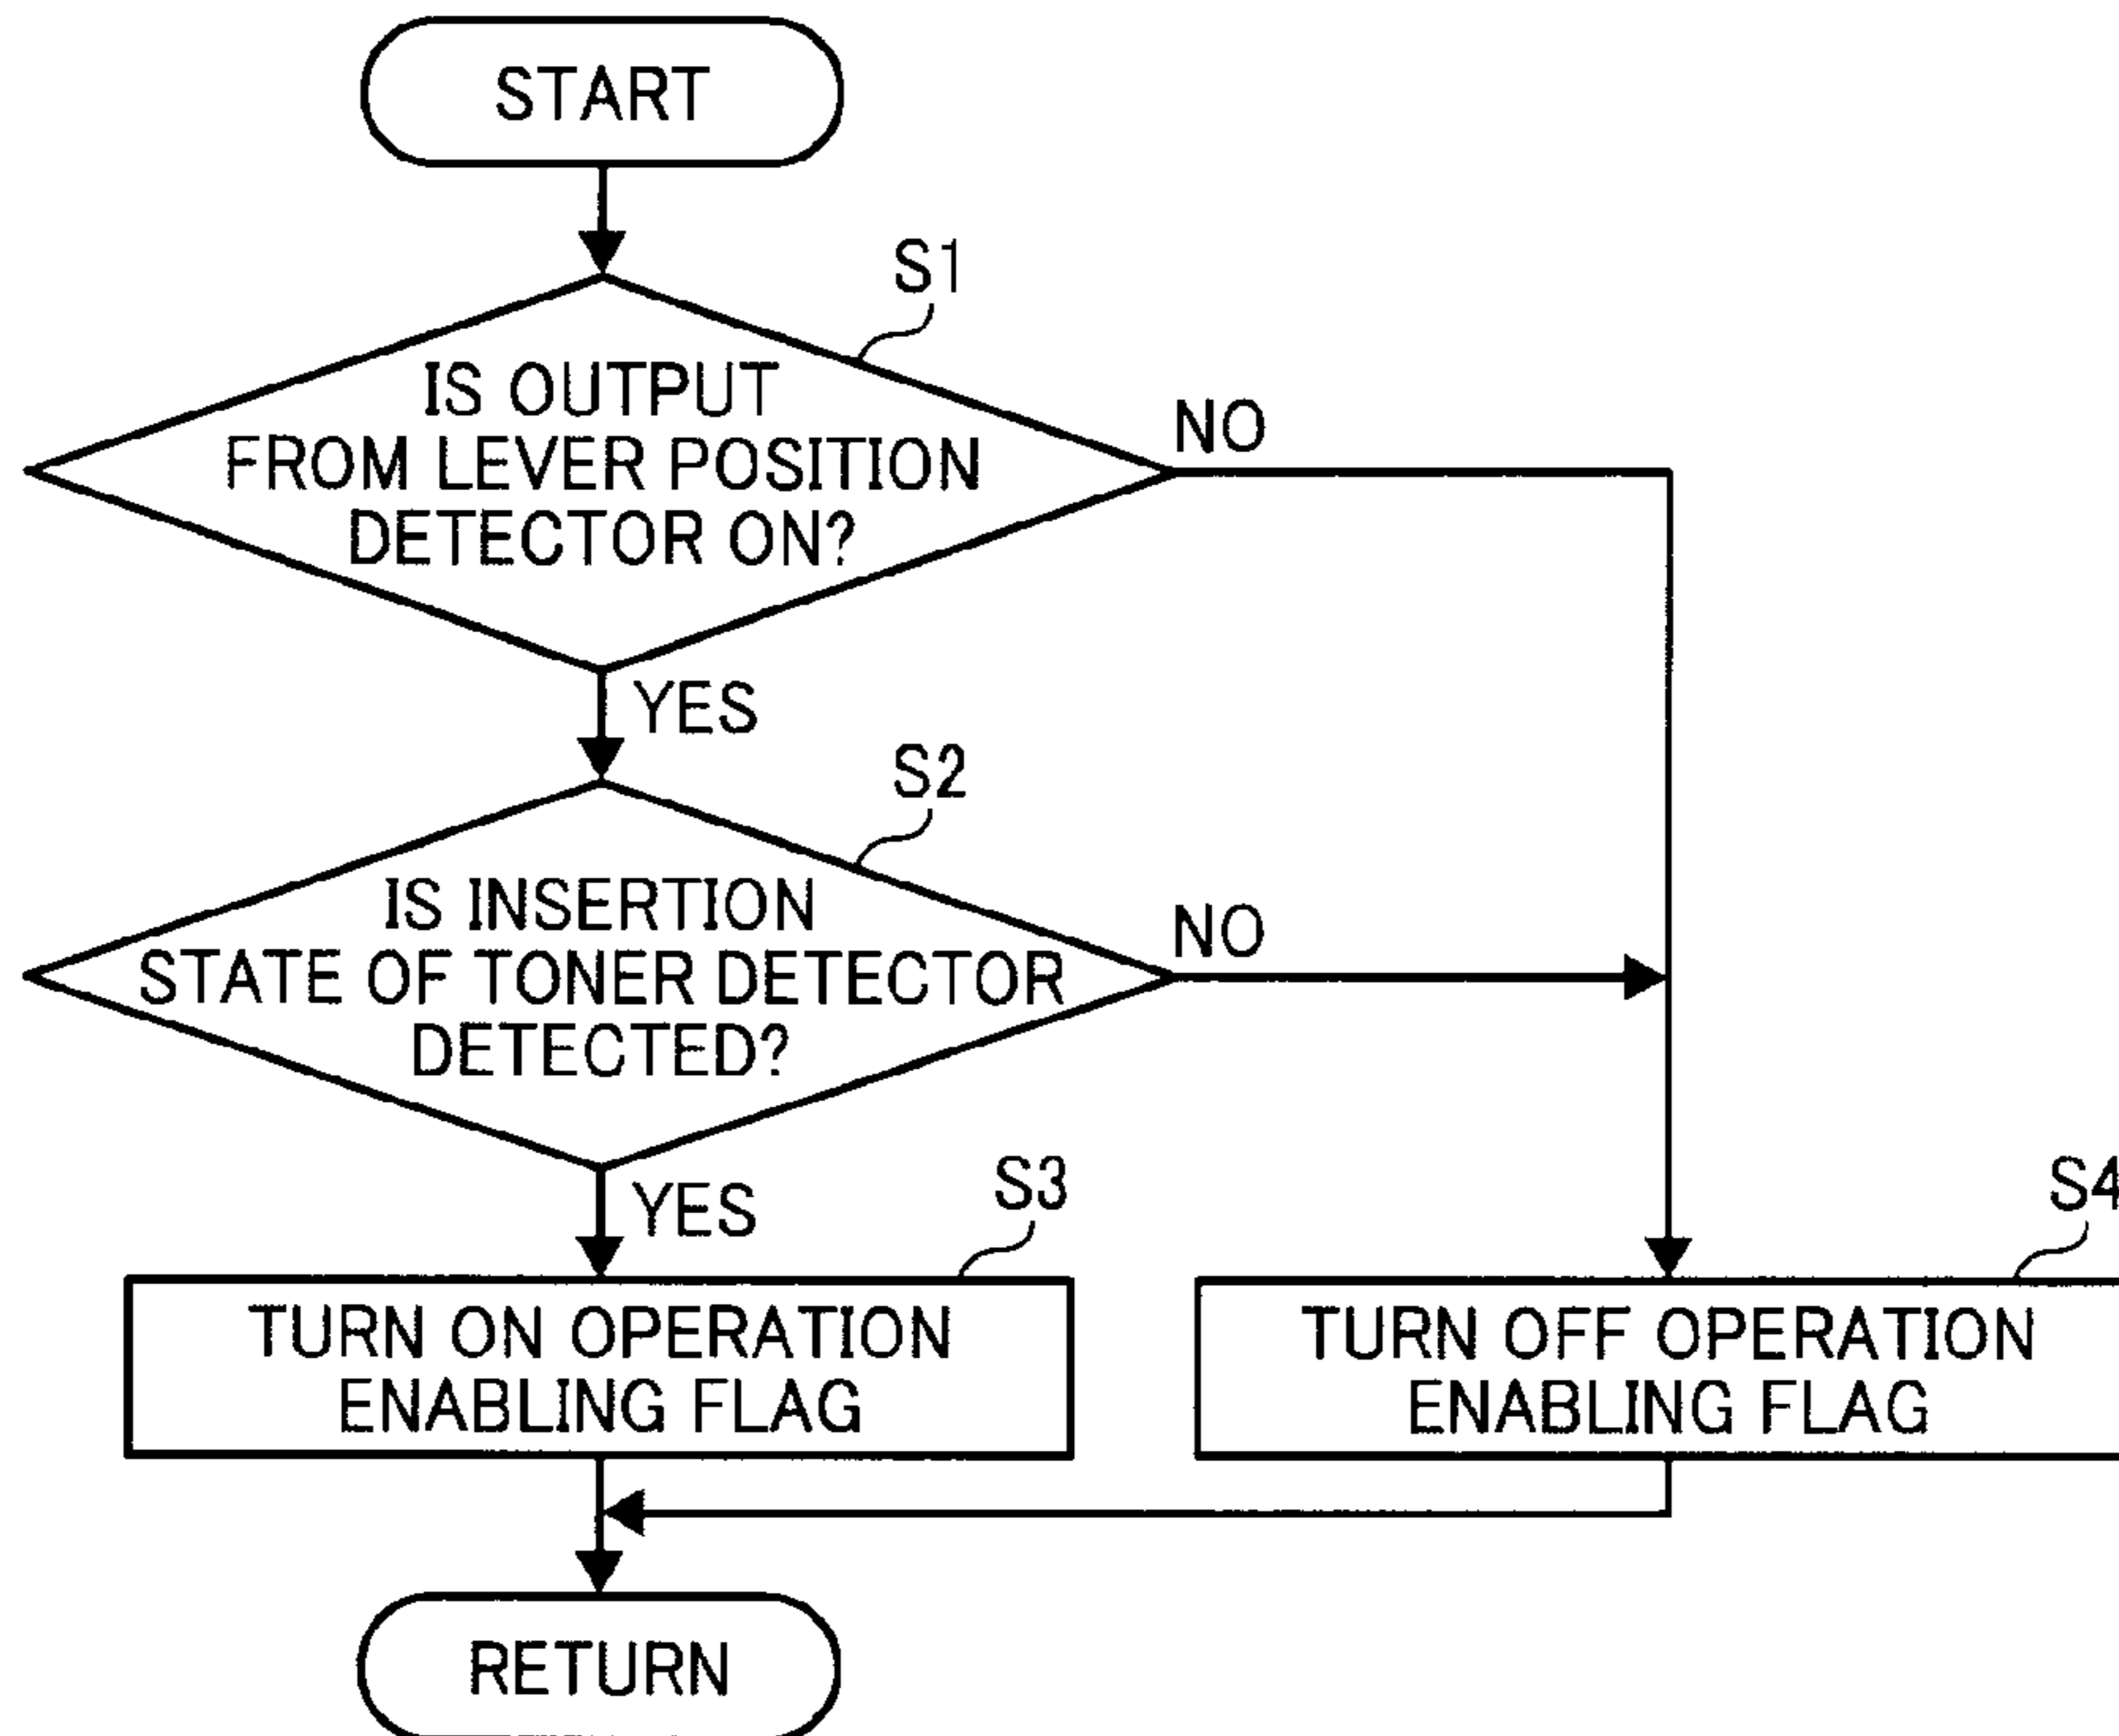 START
S1
IS OUTPUT
FROM LEVER POSITION
DETECTOR ON?
NO
YES
S2
IS INSERTION
STATE OF TONER DETECTOR
DETECTED?
NO
YES
S3
TURN ON OPERATION
ENABLING FLAG
S4
TURN OFF OPERATION
ENABLING FLAG
RETURN